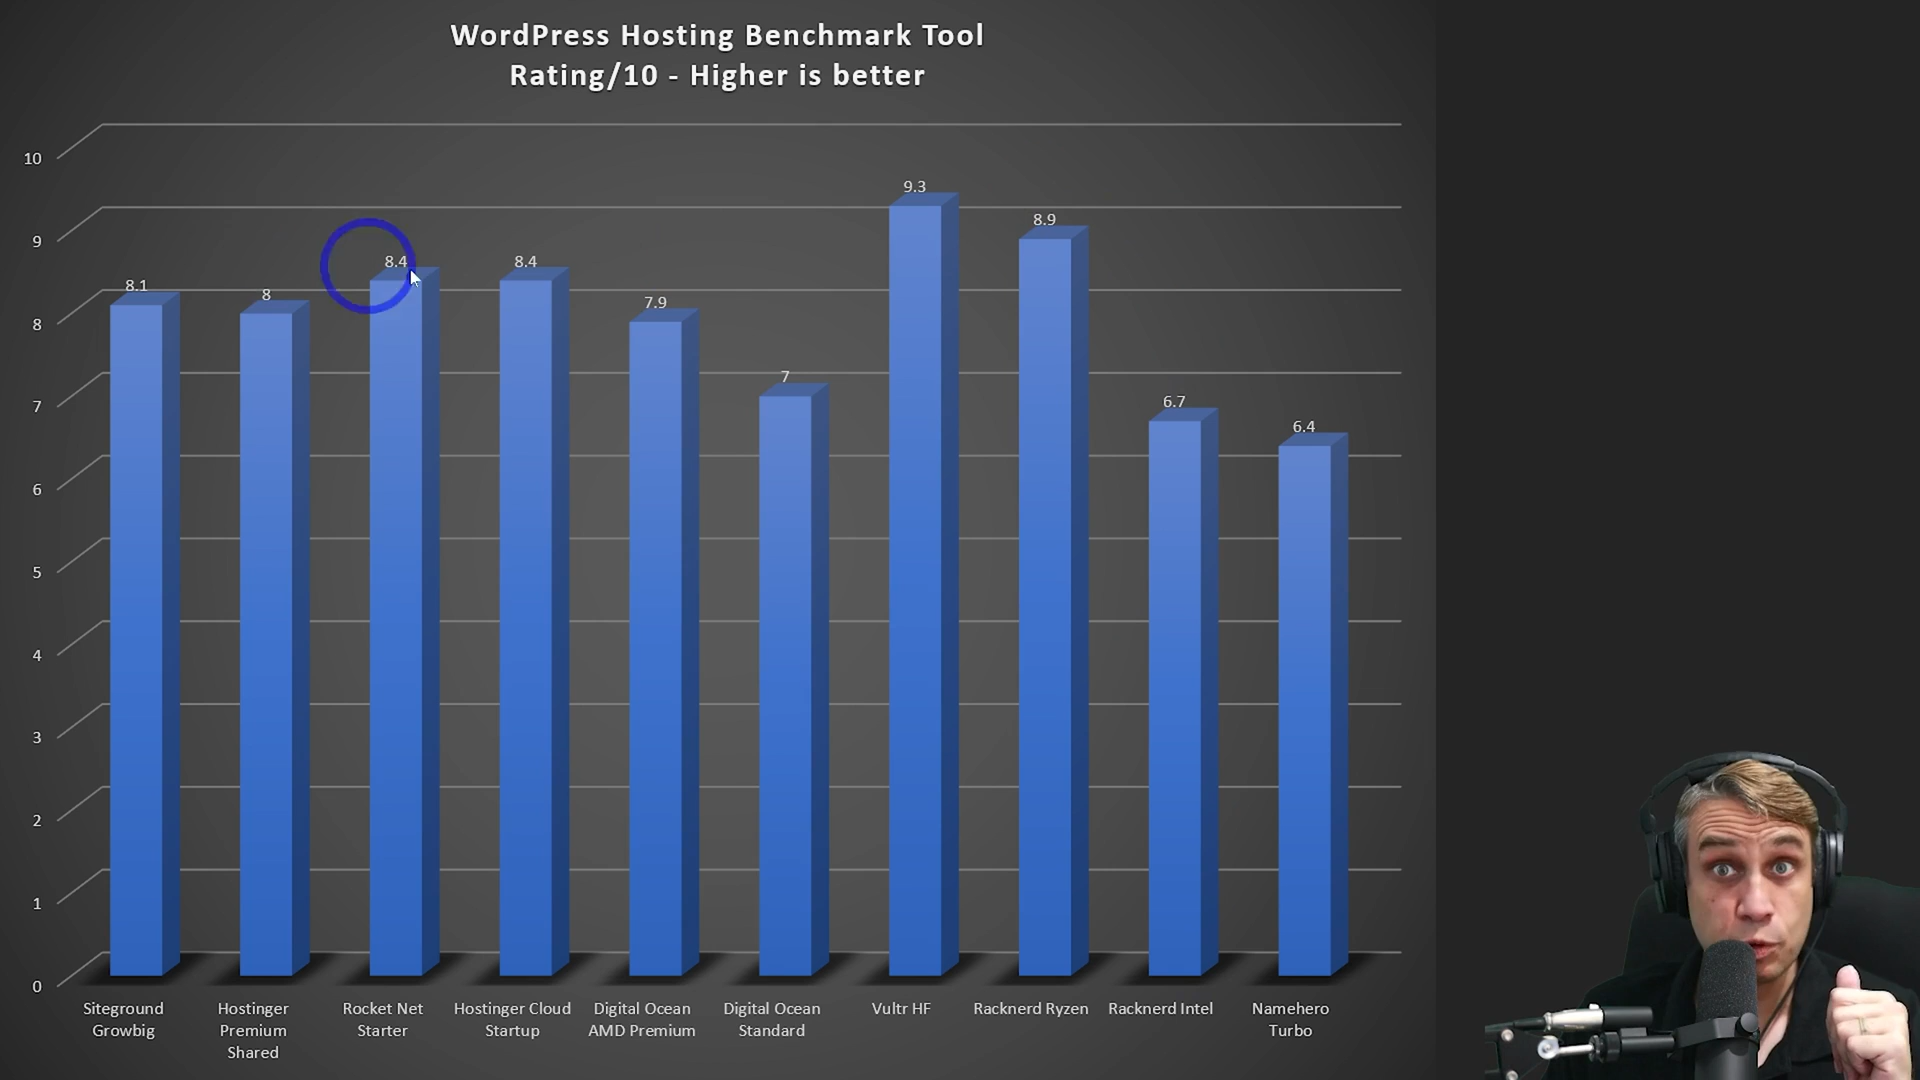 WordPress Hosting Benchmark Tool
Rating/10 - Higher is better
10
9
8
7
6
5
4
3
2
1
0
8.1
8
8.4
8.4
7.9
7
9.3
8.9
6.7
6.4
Siteground
Growbig
Hostinger
Premium
Shared
Rocket Net
Starter
Hostinger Cloud
Startup
Digital Ocean
AMD Premium
Digital Ocean
Standard
Vultr HF
Racknerd Ryzen
Racknerd Intel
Namehero
Turbo